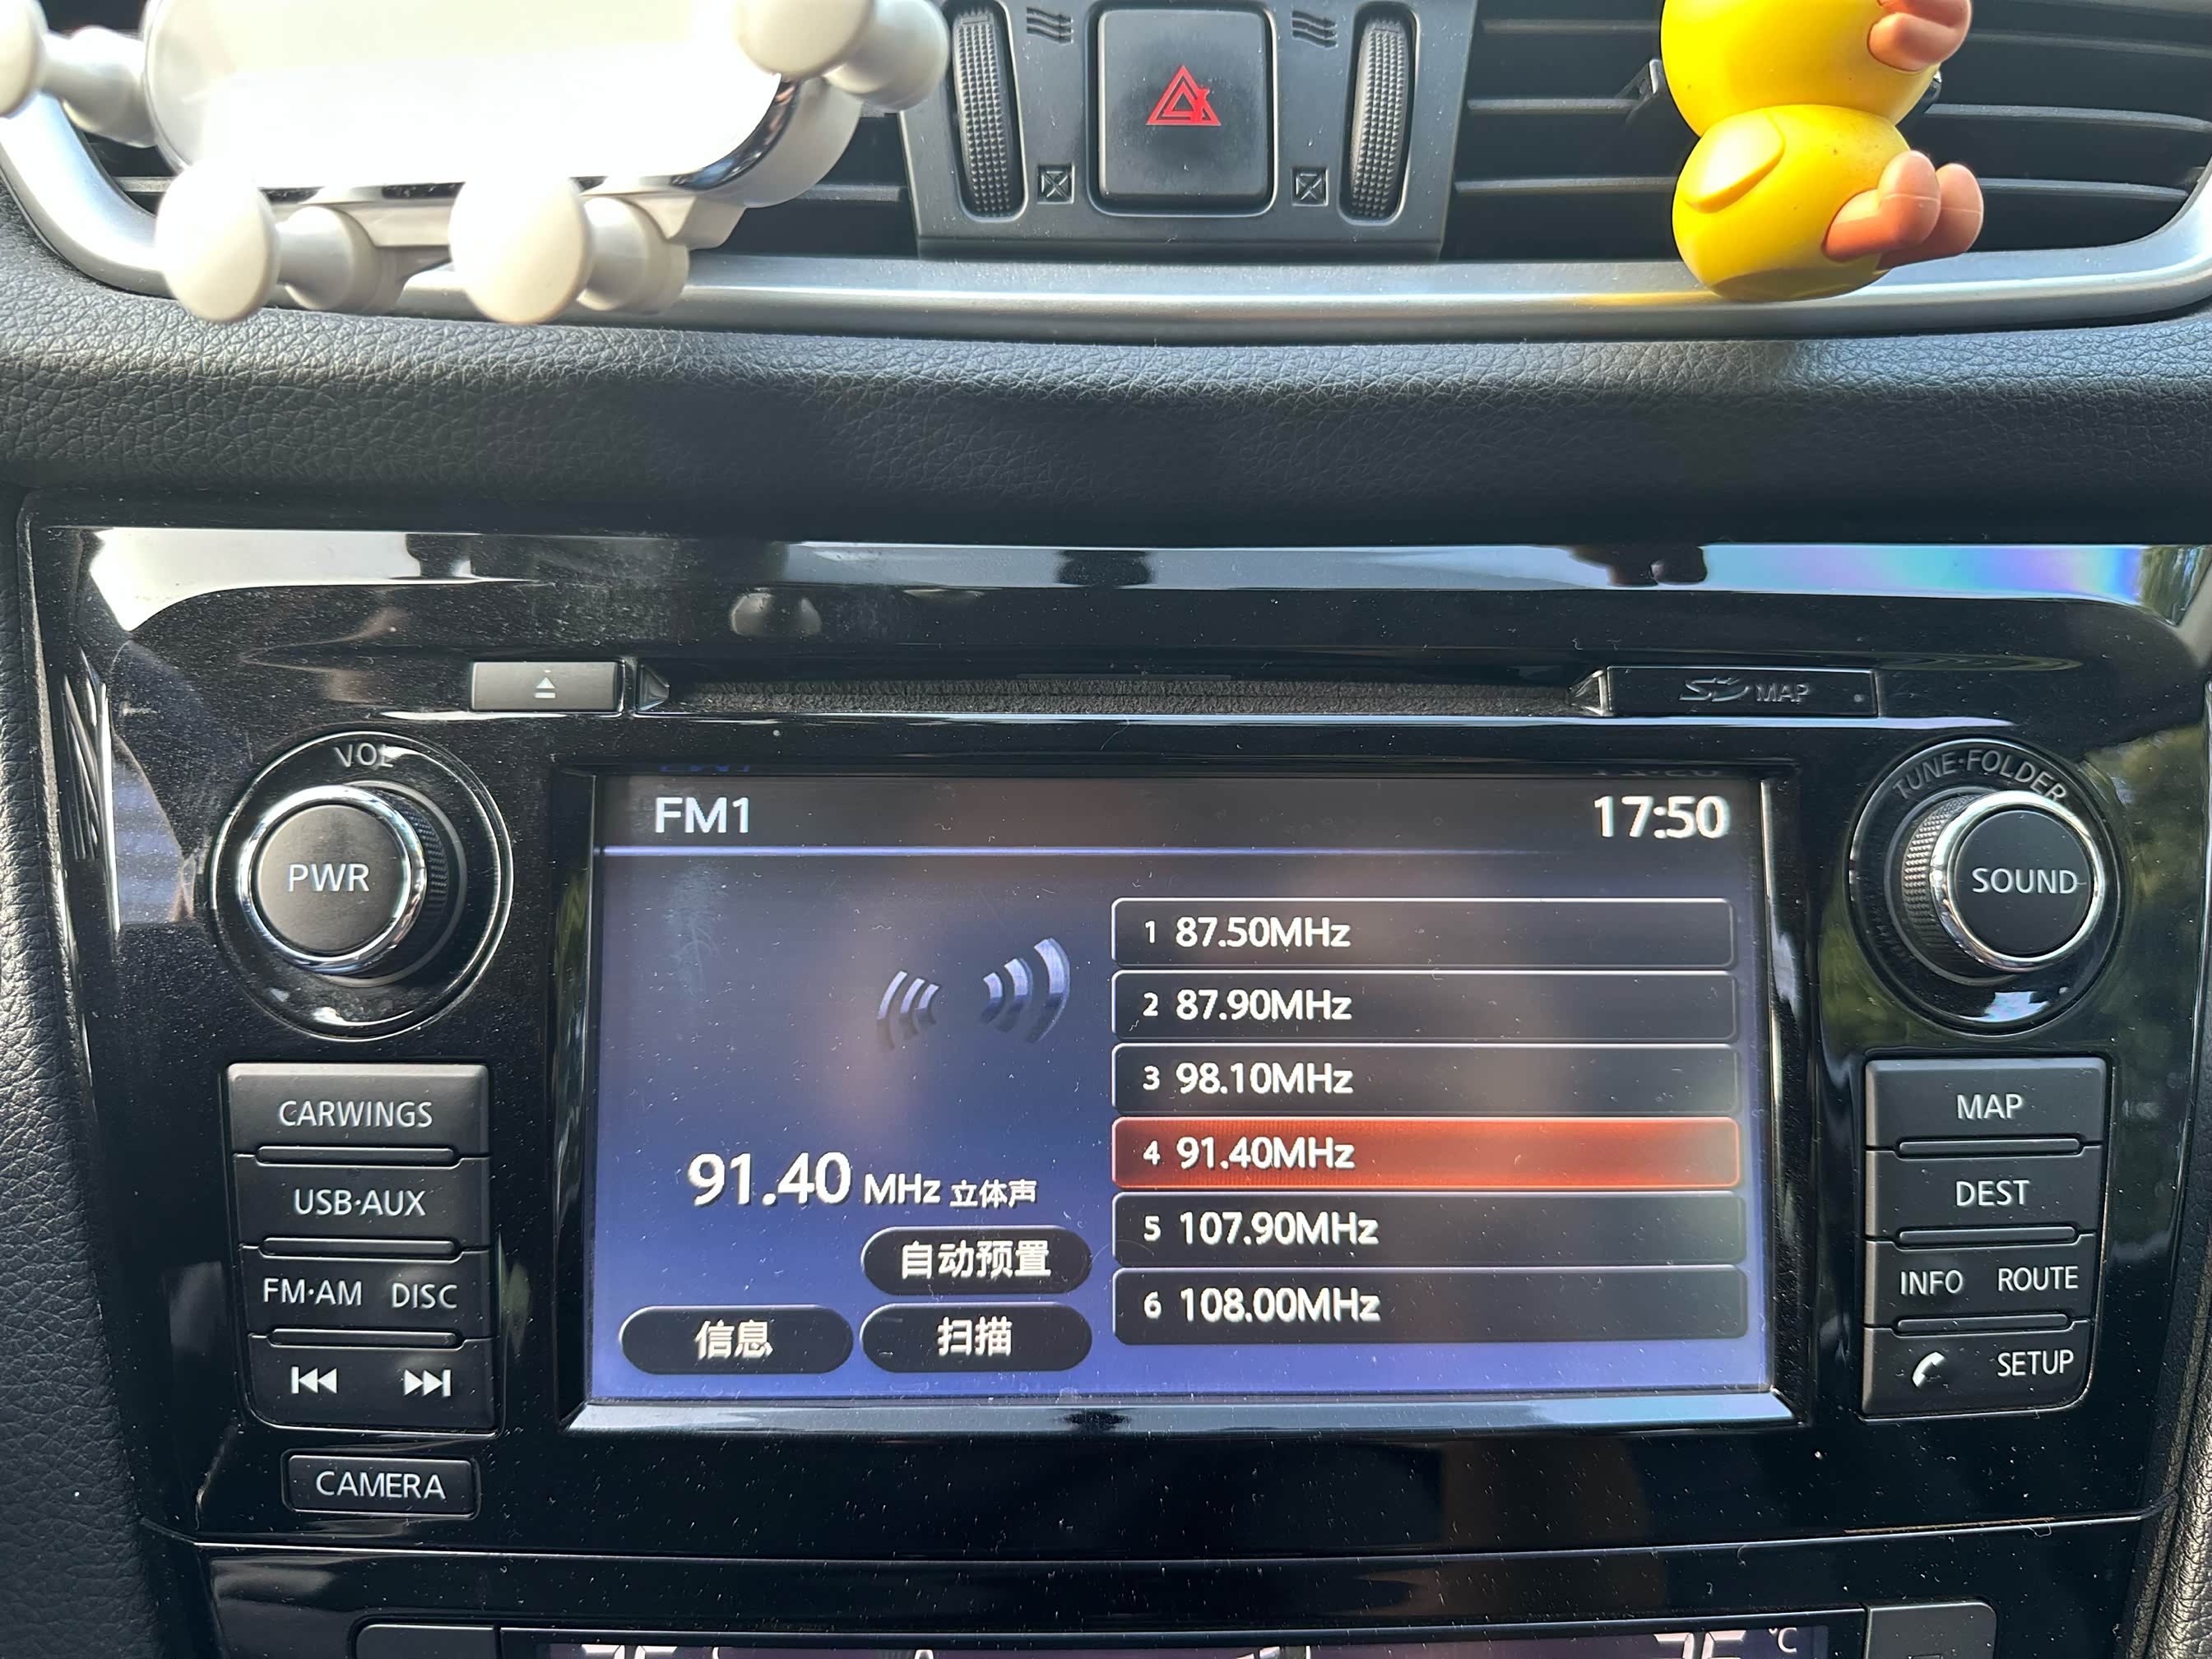 SD MAP
VOL
TUNE·FOLDER
PWR
SOUND
FM1
17:50
1 87.50MHz
2 87.90MHz
3 98.10MHz
4 91.40MHz
5 107.90MHz
6 108.00MHz
91.40 MHz 立体声
自动预置
信息
扫描
CARWINGS
USB·AUX
FM·AM DISC
CAMERA
MAP
DEST
INFO ROUTE
SETUP
°C